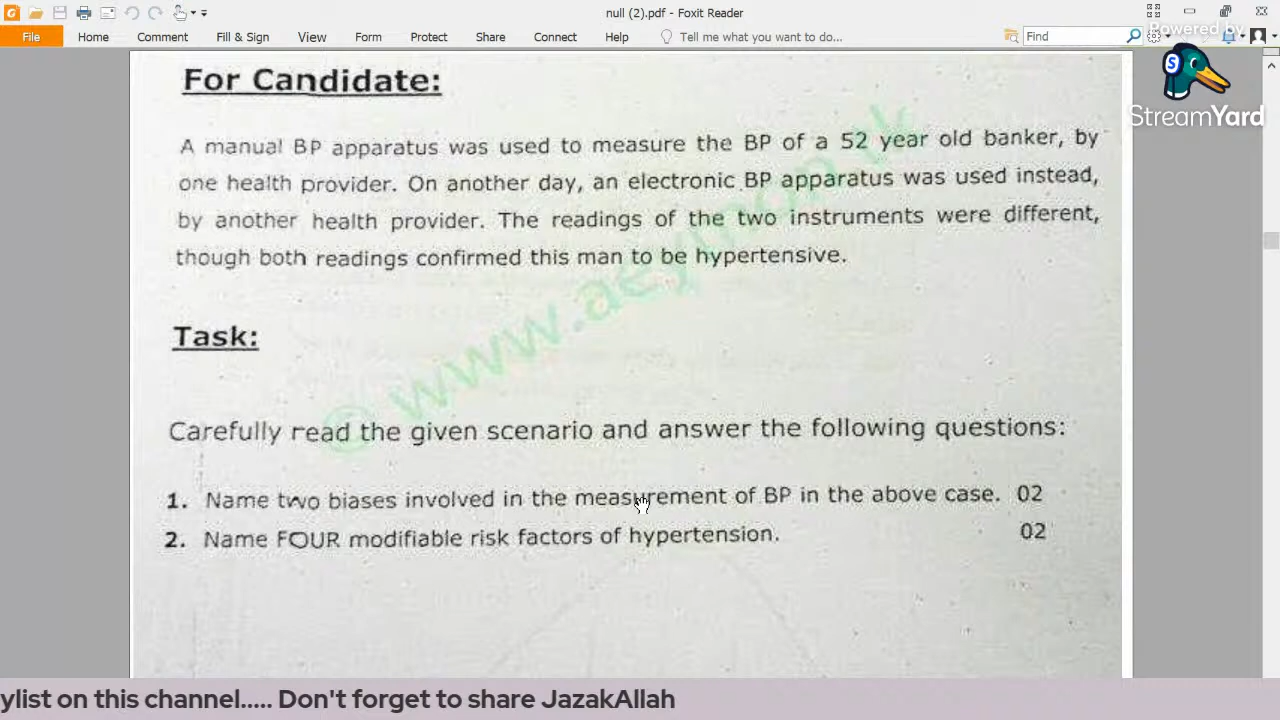 null (2).pdf - Foxit Reader
File Home Comment Fill & Sign View Form Protect Share Connect Help Tell me what you want to do... Find
Powered by
StreamYard
For Candidate:
A manual BP apparatus was used to measure the BP of a 52 year old banker, by
one health provider. On another day, an electronic BP apparatus was used instead,
by another health provider. The readings of the two instruments were different,
though both readings confirmed this man to be hypertensive.
Task:
Carefully read the given scenario and answer the following questions:
1. Name two biases involved in the measurement of BP in the above case. 02
2. Name FOUR modifiable risk factors of hypertension. 02
ylist on this channel..... Don't forget to share JazakAllah